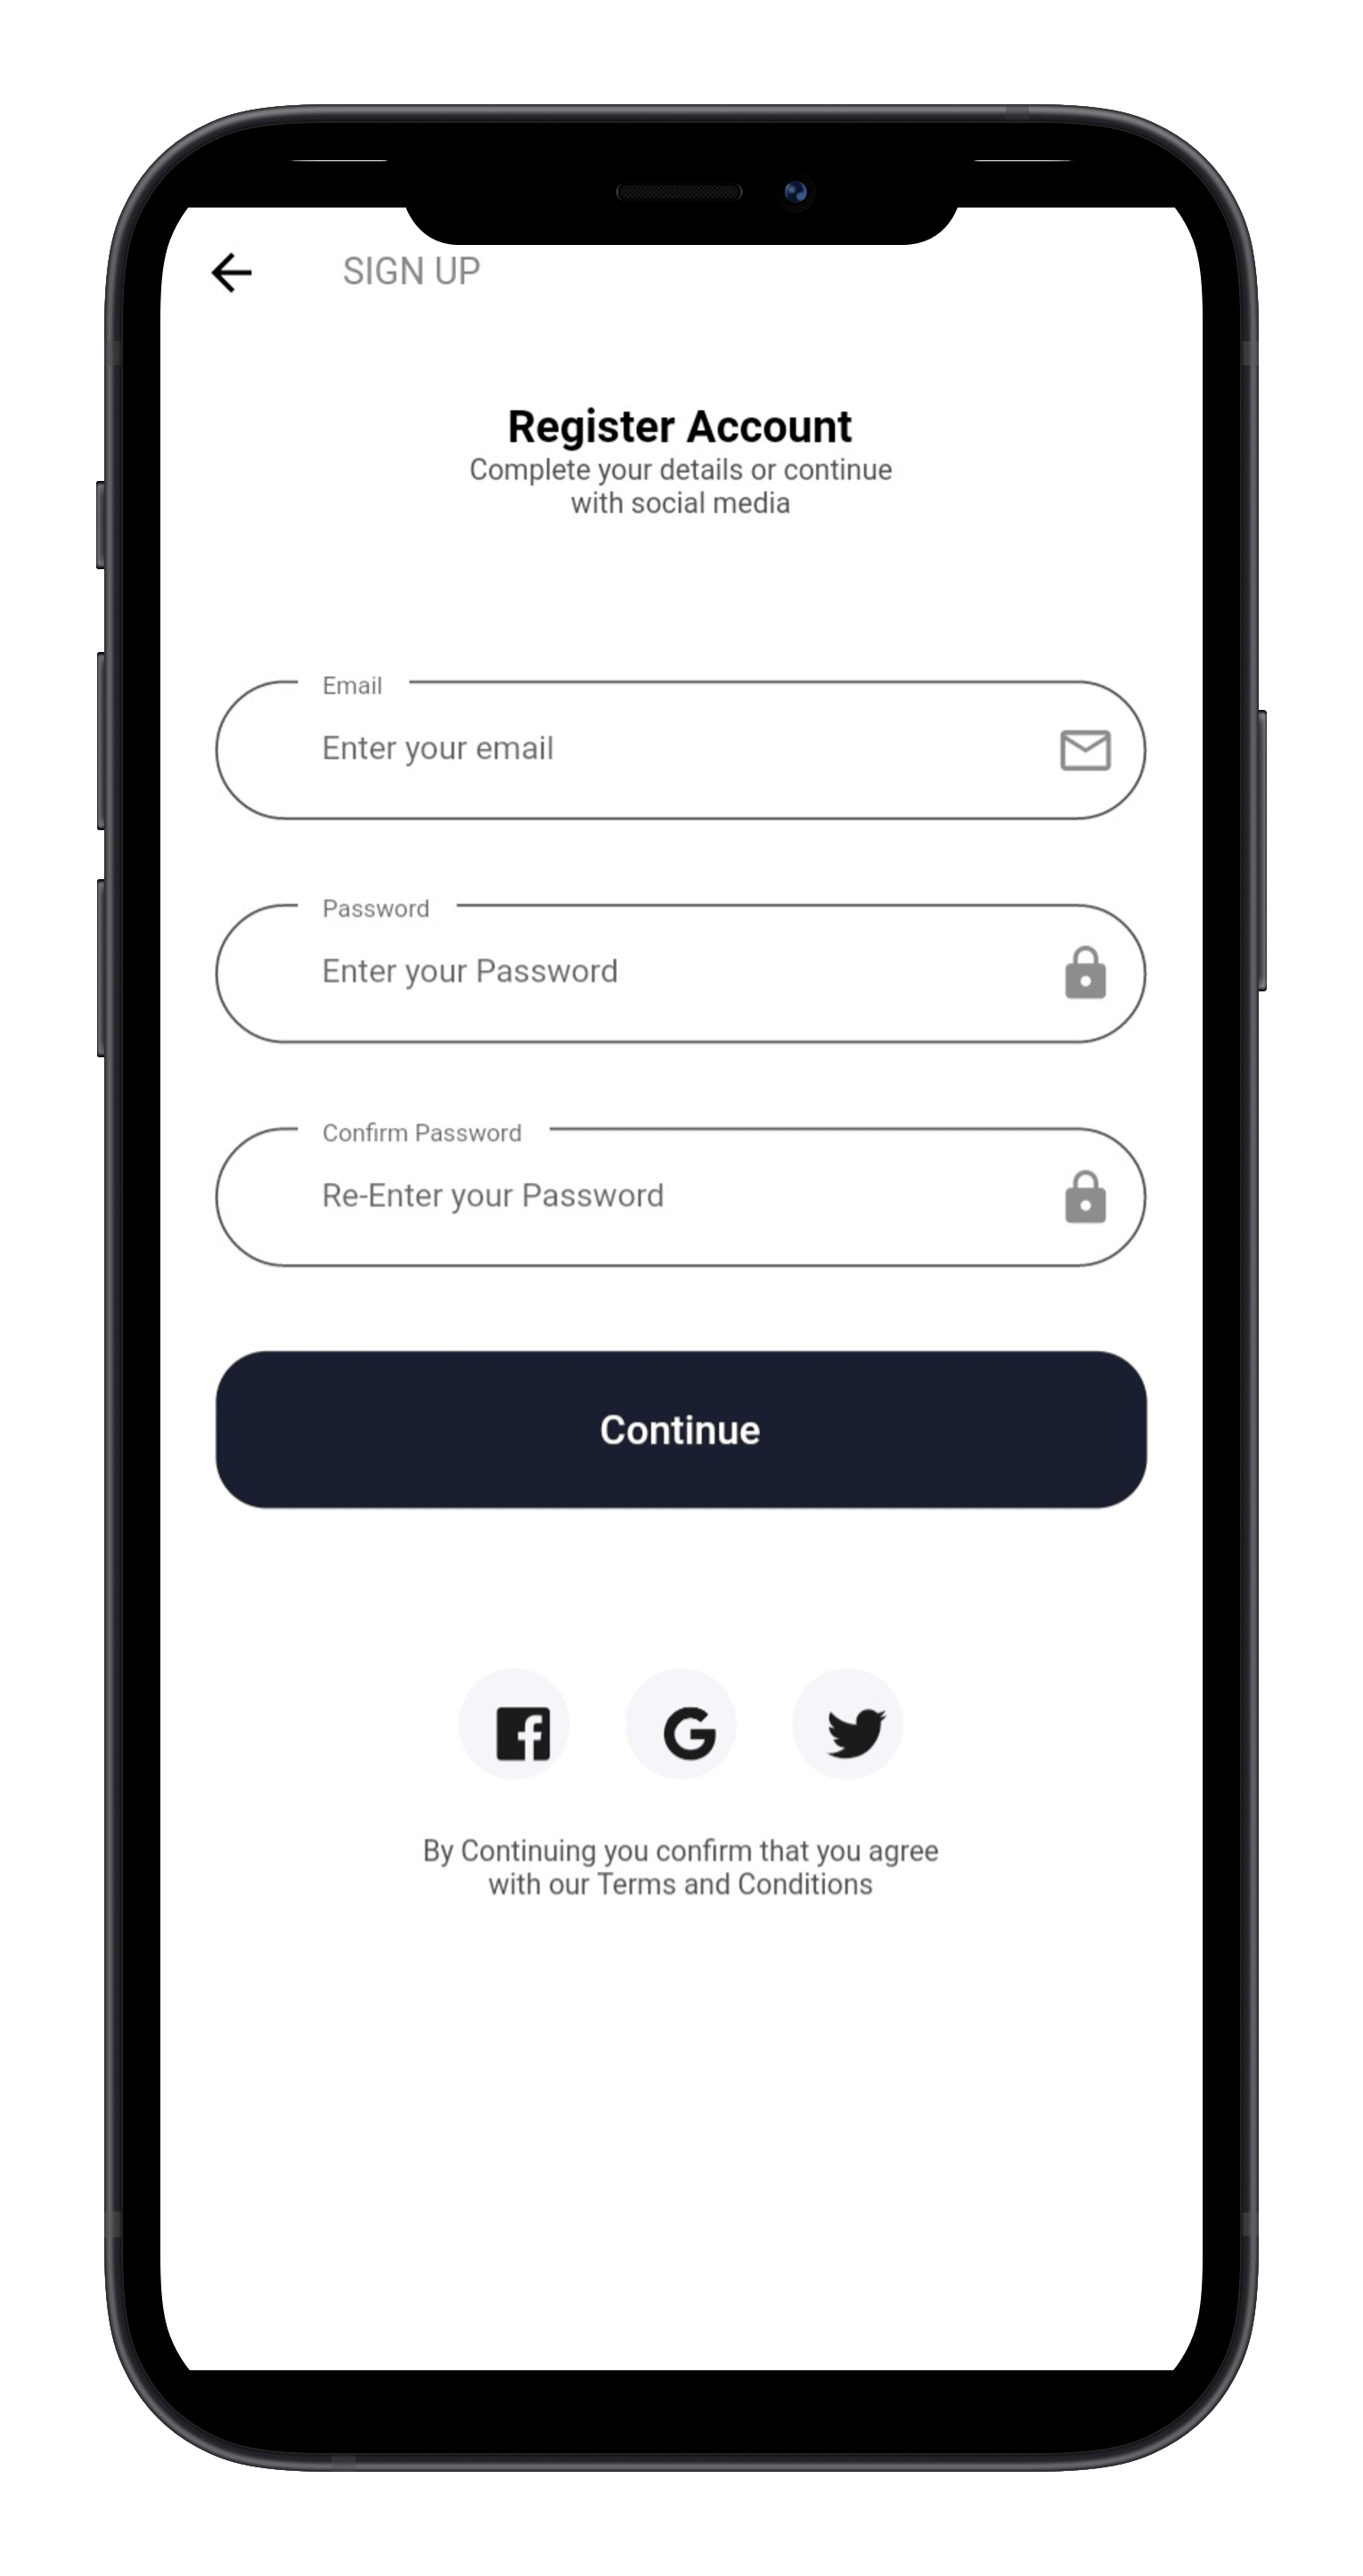 SIGN UP
Register Account
Complete your details or continue
with social media
Email
Enter your email
Password
Enter your Password
Confirm Password
Re-Enter your Password
Continue
By Continuing you confirm that you agree
with our Terms and Conditions